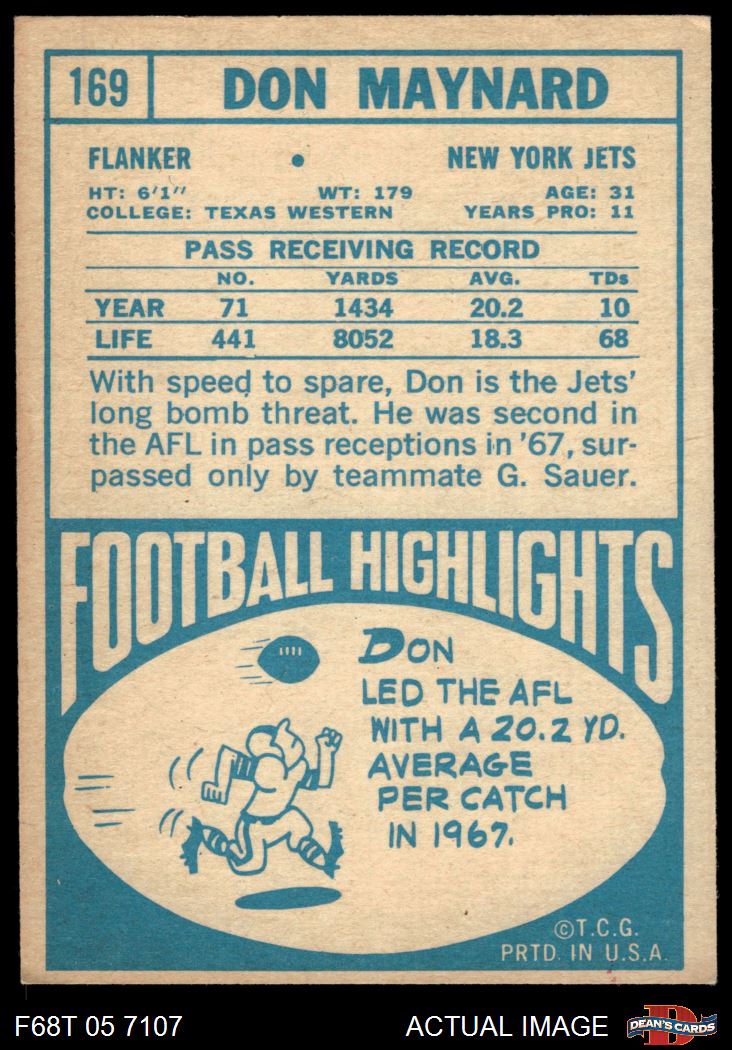 169 DON MAYNARD
FLANKER • NEW YORK JETS
HT: 6'1" WT: 179 AGE: 31
COLLEGE: TEXAS WESTERN YEARS PRO: 11
PASS RECEIVING RECORD
NO. YARDS AVG. TDs
YEAR 71 1434 20.2 10
LIFE 441 8052 18.3 68
With speed to spare, Don is the Jets'
long bomb threat. He was second in
the AFL in pass receptions in '67, sur-
passed only by teammate G. Sauer.
FOOTBALL HIGHLIGHTS
DON
LED THE AFL
WITH A 20.2 YD.
AVERAGE
PER CATCH
IN 1967.
©T.C.G.
PRTD. IN U.S.A.
F68T 05 7107 ACTUAL IMAGE DEAN'S CARDS